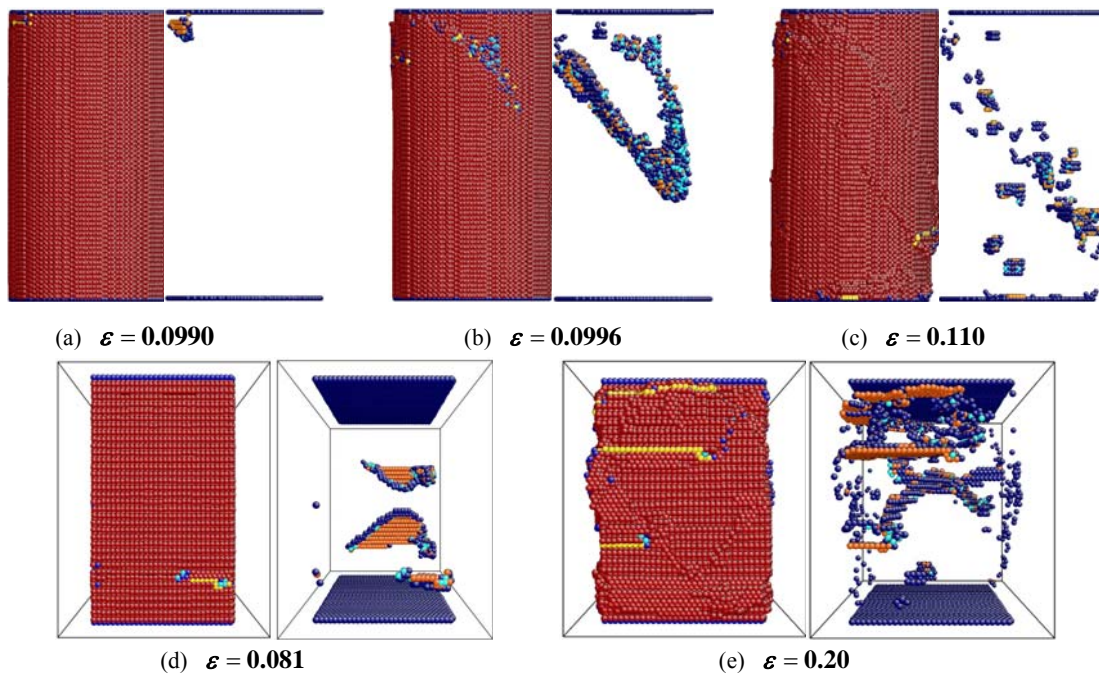 (a) ε = 0.0990
(b) ε = 0.0996
(c) ε = 0.110
(d) ε = 0.081
(e) ε = 0.20